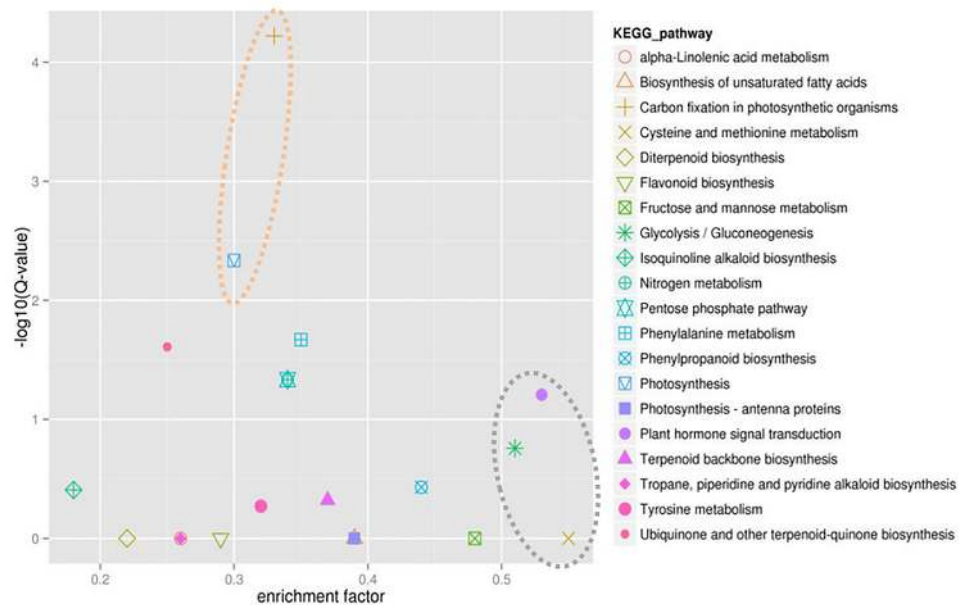 4
3
2
1
0
-log10(Q-value)
0.2
0.3
0.4
0.5
enrichment factor
KEGG_pathway
alpha-Linolenic acid metabolism
Biosynthesis of unsaturated fatty acids
Carbon fixation in photosynthetic organisms
Cysteine and methionine metabolism
Diterpenoid biosynthesis
Flavonoid biosynthesis
Fructose and mannose metabolism
Glycolysis / Gluconeogenesis
Isoquinoline alkaloid biosynthesis
Nitrogen metabolism
Pentose phosphate pathway
Phenylalanine metabolism
Phenylpropanoid biosynthesis
Photosynthesis
Photosynthesis - antenna proteins
Plant hormone signal transduction
Terpenoid backbone biosynthesis
Tropane, piperidine and pyridine alkaloid biosynthesis
Tyrosine metabolism
Ubiquinone and other terpenoid-quinone biosynthesis